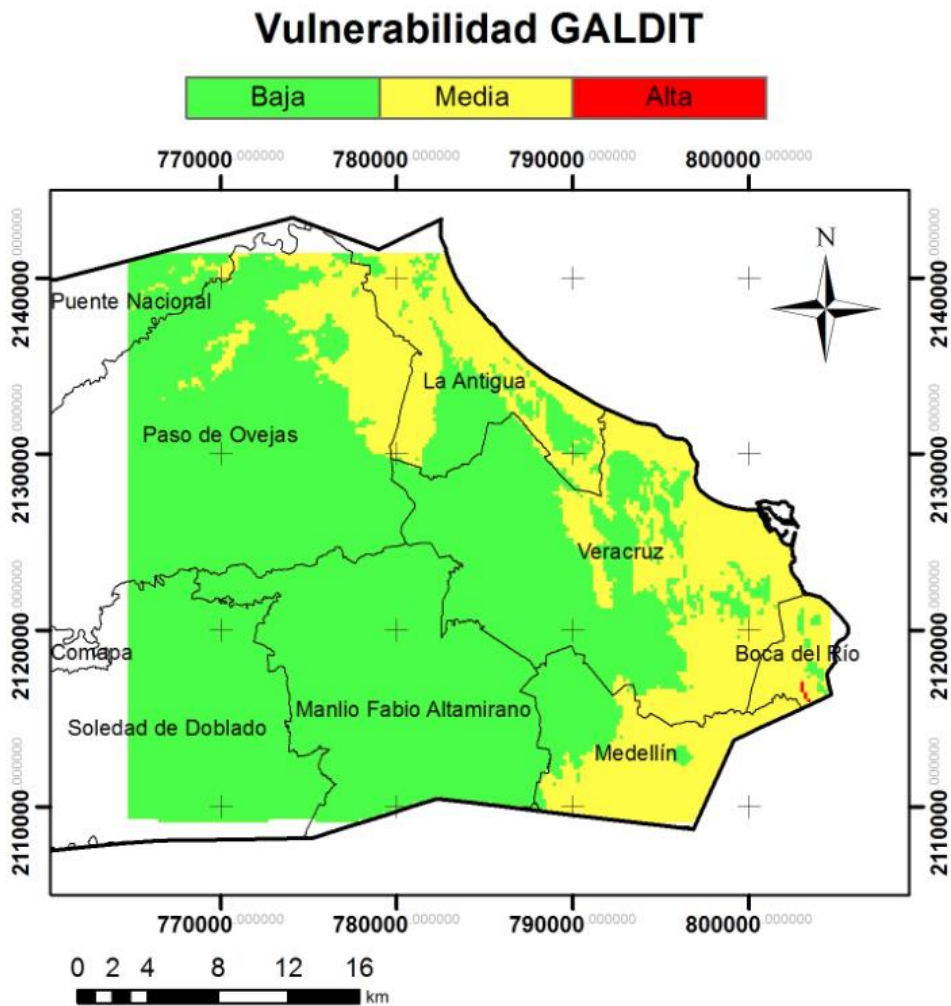 Vulnerabilidad GALDIT
Baja Media Alta
770000.000000 780000.000000 790000.000000 800000.000000
N
2140000.000000 2140000.000000
Puente Nacional
La Antigua
Paso de Ovejas
2130000.000000 2130000.000000
Veracruz
2120000.000000 2120000.000000
Comapa Boca del Río
Manlio Fabio Altamirano
Soledad de Doblado
Medellín
2110000.000000 2110000.000000
770000.000000 780000.000000 790000.000000 800000.000000
0 2 4 8 12 16
km